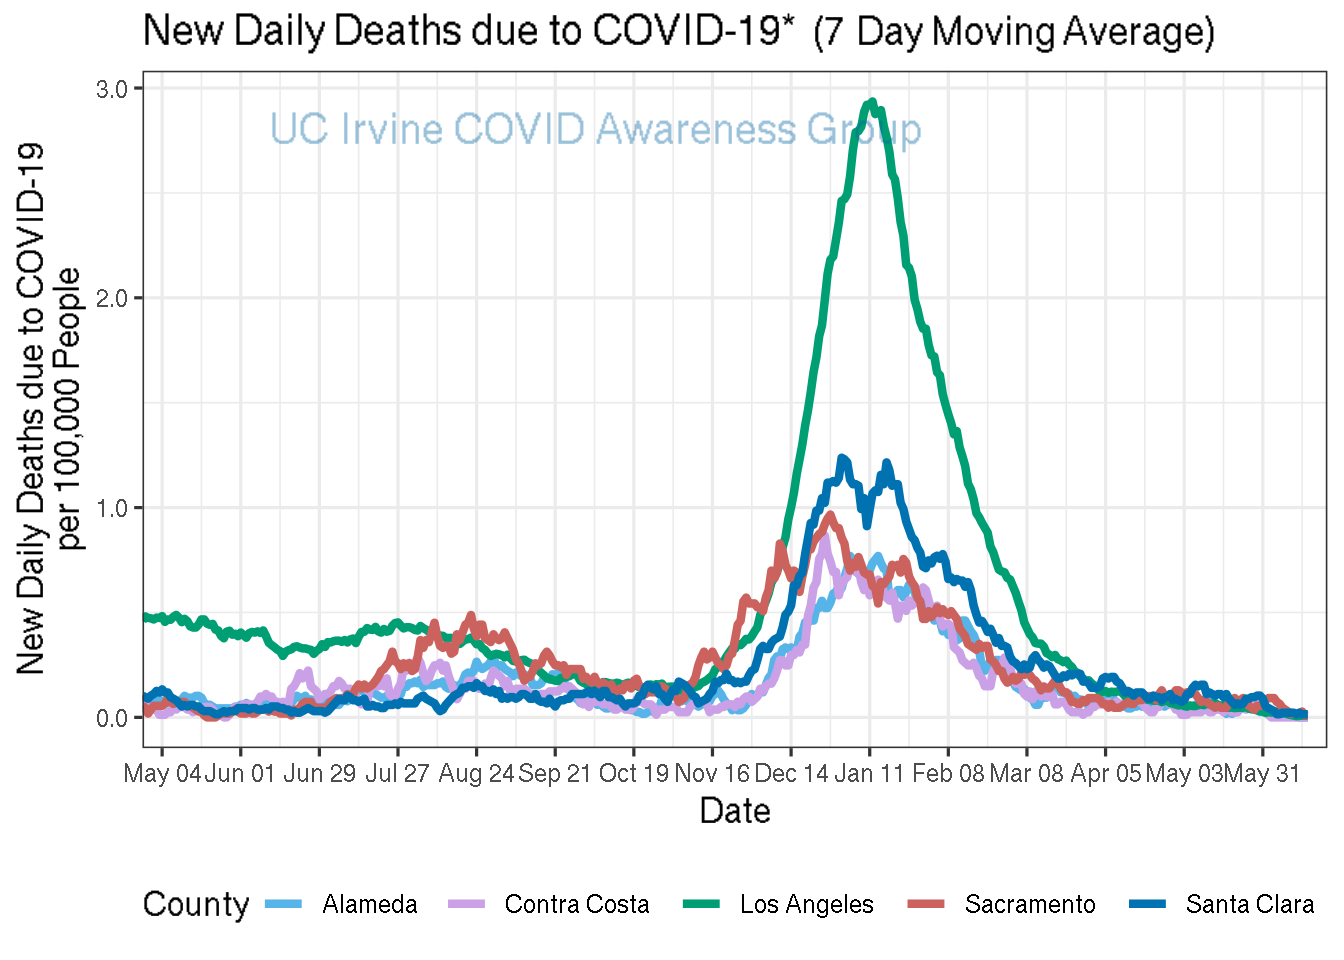 New Daily Deaths due to COVID-19* (7 Day Moving Average)
UC Irvine COVID Awareness Group
New Daily Deaths due to COVID-19
per 100,000 People
3.0
2.0
1.0
0.0
May 04 Jun 01 Jun 29 Jul 27 Aug 24 Sep 21 Oct 19 Nov 16 Dec 14 Jan 11 Feb 08 Mar 08 Apr 05 May 03 May 31
Date
County Alameda Contra Costa Los Angeles Sacramento Santa Clara